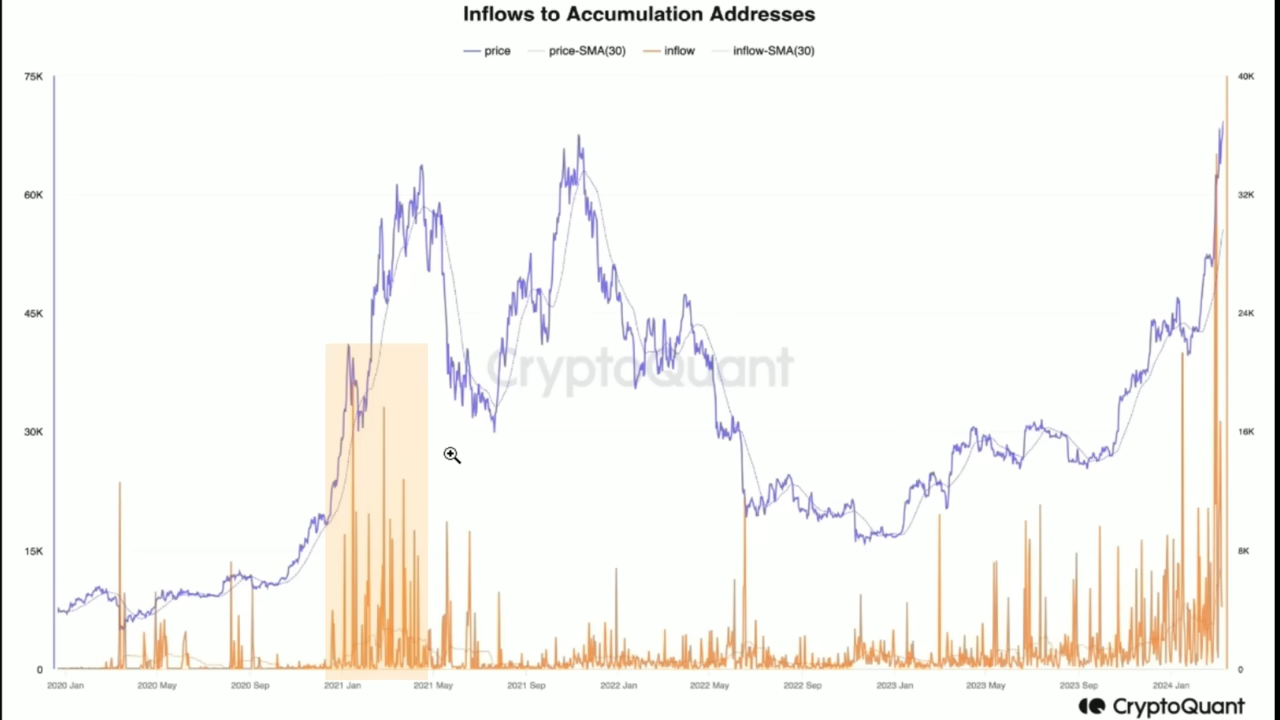 Inflows to Accumulation Addresses
price price-SMA(30) inflow inflow-SMA(30)
75K 40K
60K 32K
45K 24K
CryptoQuant
30K 16K
15K 8K
0 0
2020 Jan 2020 May 2020 Sep 2021 Jan 2021 May 2021 Sep 2022 Jan 2022 May 2022 Sep 2023 Jan 2023 May 2023 Sep 2024 Jan
CryptoQuant